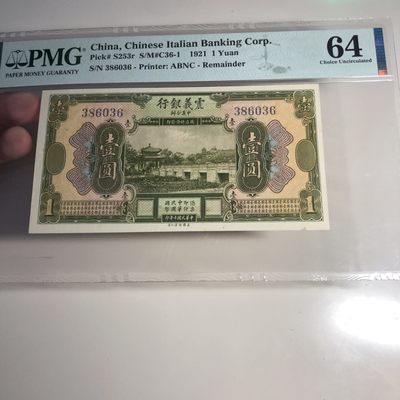 PMG
PAPER MONEY GUARANTY
China, Chinese Italian Banking Corp.
Pick# S253r S/M#C36-1 1921 1 Yuan
S/N 386036 - Printer: ABNC - Remainder
64
Choice Uncirculated
行銀義震
386036
386036
壹
圓
壹
圓
1
1